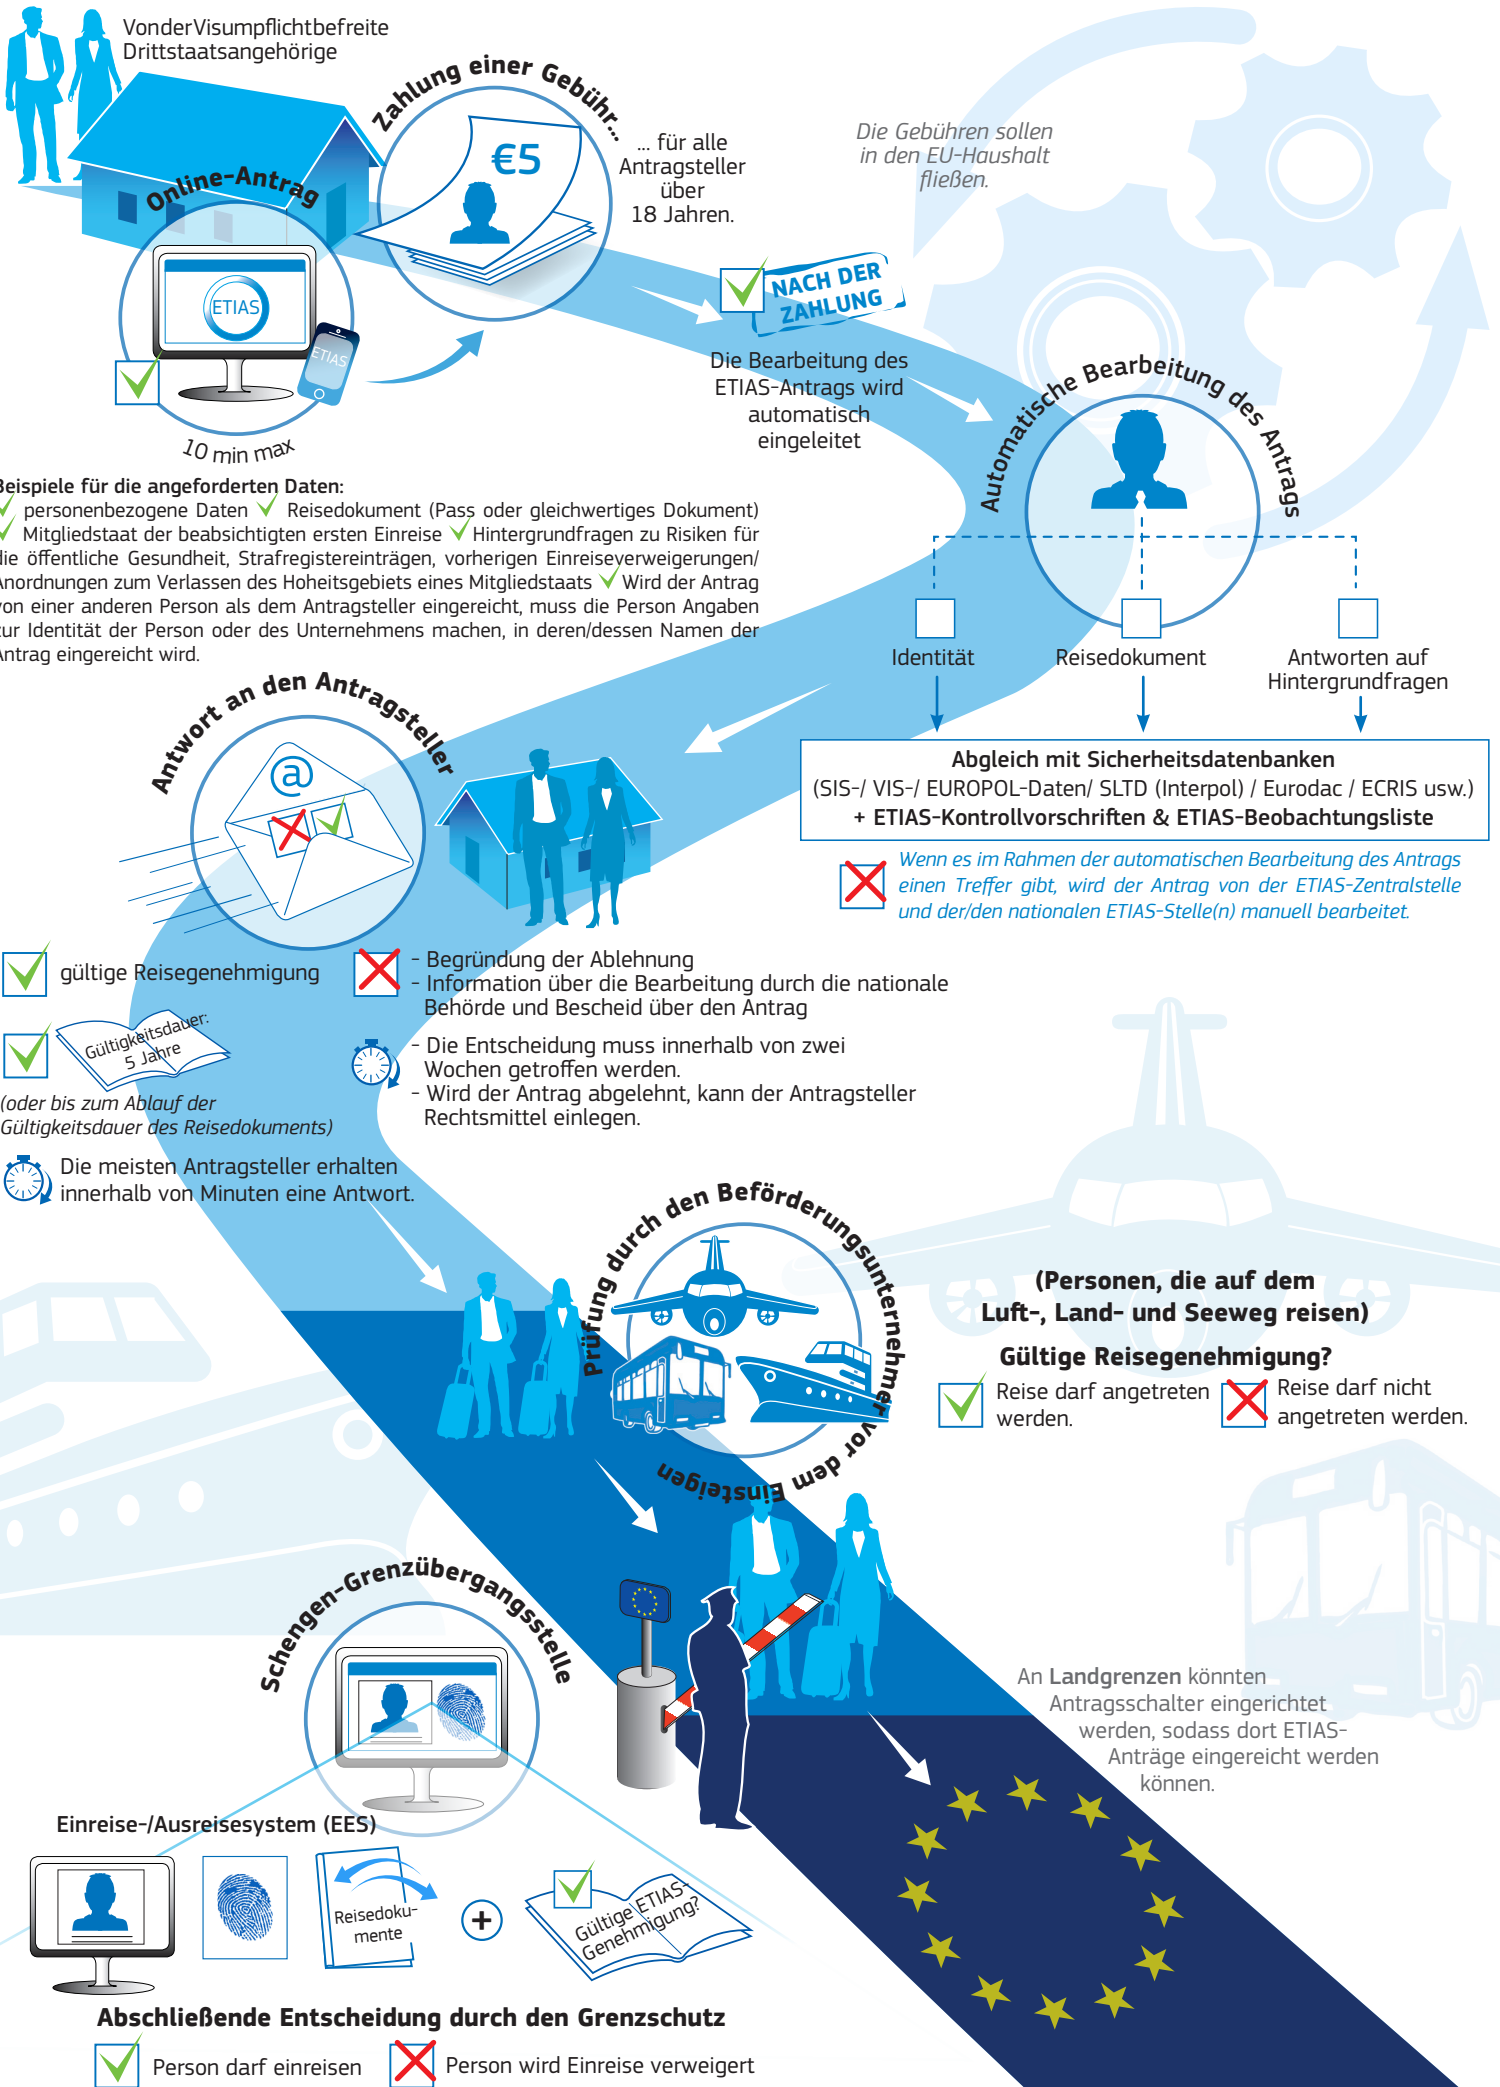 VonderVisumpflichtbefreite
Drittstaatsangehörige
Zahlung einer Gebühr...
€5
... für alle
Antragsteller
über
18 Jahren.
Die Gebühren sollen
in den EU-Haushalt
fließen.
Online-Antrag
ETIAS
ETIAS
10 min max
NACH DER
ZAHLUNG
Die Bearbeitung des
ETIAS-Antrags wird
automatisch
eingeleitet
Automatische Bearbeitung des Antrags
Beispiele für die angeforderten Daten:
personenbezogene Daten Reisedokument (Pass oder gleichwertiges Dokument)
Mitgliedstaat der beabsichtigten ersten Einreise Hintergrundfragen zu Risiken für
die öffentliche Gesundheit, Strafregistereinträgen, vorherigen Einreiseverweigerungen/
Anordnungen zum Verlassen des Hoheitsgebiets eines Mitgliedstaats Wird der Antrag
von einer anderen Person als dem Antragsteller eingereicht, muss die Person Angaben
zur Identität der Person oder des Unternehmens machen, in deren/dessen Namen der
Antrag eingereicht wird.
Identität
Reisedokument
Antworten auf
Hintergrundfragen
Abgleich mit Sicherheitsdatenbanken
(SIS-/ VIS-/ EUROPOL-Daten/ SLTD (Interpol) / Eurodac / ECRIS usw.)
+ ETIAS-Kontrollvorschriften & ETIAS-Beobachtungsliste
Wenn es im Rahmen der automatischen Bearbeitung des Antrags
einen Treffer gibt, wird der Antrag von der ETIAS-Zentralstelle
und der/den nationalen ETIAS-Stelle(n) manuell bearbeitet.
Antwort an den Antragsteller
@
gültige Reisegenehmigung
- Begründung der Ablehnung
- Information über die Bearbeitung durch die nationale
Behörde und Bescheid über den Antrag
Gültigkeitsdauer:
5 Jahre
(oder bis zum Ablauf der
Gültigkeitsdauer des Reisedokuments)
- Die Entscheidung muss innerhalb von zwei
Wochen getroffen werden.
- Wird der Antrag abgelehnt, kann der Antragsteller
Rechtsmittel einlegen.
Die meisten Antragsteller erhalten
innerhalb von Minuten eine Antwort.
Prüfung durch den Beförderungsunternehmer vor dem Einsteigen
(Personen, die auf dem
Luft-, Land- und Seeweg reisen)
Gültige Reisegenehmigung?
Reise darf angetreten
werden.
Reise darf nicht
angetreten werden.
Schengen-Grenzübergangsstelle
An Landgrenzen könnten
Antragsschalter eingerichtet
werden, sodass dort ETIAS-
Anträge eingereicht werden
können.
Einreise-/Ausreisesystem (EES)
Reisedoku-
mente
+
Gültige ETIAS-
Genehmigung?
Abschließende Entscheidung durch den Grenzschutz
Person darf einreisen
Person wird Einreise verweigert